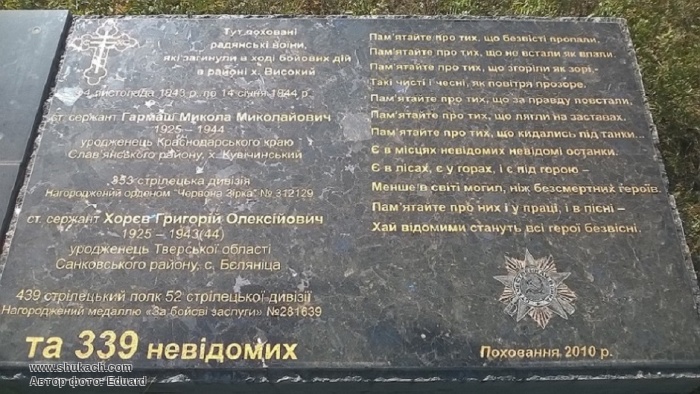 Тут поховані
радянські воїни,
які загинули в ході бойових дій
в районі х. Високий
4 листопада 1943 р. по 14 січня 1944 р.
ст. сержант Гармаш Микола Миколайович
1925 – 1944
уродженець Краснодарського краю
Слав'янського району, х. Кувічинський
353 стрілецька дивізія
Нагороджений орденом "Червона Зірка" № 312129
ст. сержант Хорєв Григорій Олексійович
1925 – 1943(44)
уродженець Тверської області
Санковського району, с. Бєляніца
439 стрілецький полк 52 стрілецької дивізії
Нагороджений медаллю «За бойові заслуги» №281639
та 339 невідомих
Пам'ятайте про тих, що безвісті пропали.
Пам'ятайте про тих, що не встали як впали.
Пам'ятайте про тих, що згоріли як зорі,-
Такі чисті і чесні, як повітря прозоре.
Пам'ятайте про тих, що за правду повстали.
Пам'ятайте про тих, що лягли на заставах.
Пам'ятайте про тих, що кидались під танки...
Є в місцях невідомих невідомі останки.
Є в лісах, є у горах, і є під горою –
Менше в світі могил, ніж безсмертних героїв.
Пам'ятайте про них і у праці, і в пісні –
Хай відомими стануть всі герої безвісні.
Поховання 2010 р.
www.shukach.com
Автор фото: Eduard